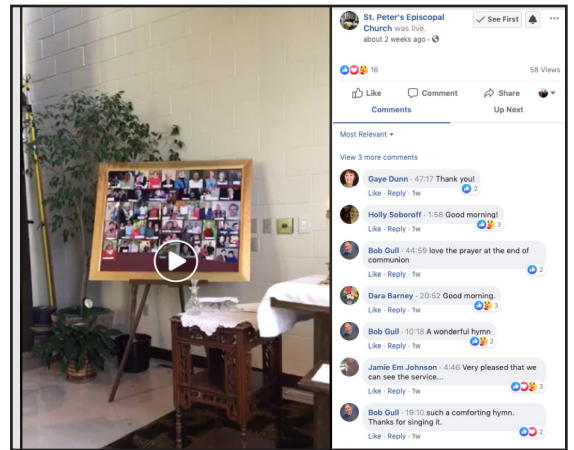 St. Peter's Episcopal
Church was live.
about 2 weeks ago ·
See First
16
58 Views
Like
Comment
Share
Comments
Up Next
Most Relevant
View 3 more comments
Gaye Dunn · 47:17 Thank you!
2
Like · Reply · 1w
Holly Soboroff · 1:58 Good morning!
3
Like · Reply · 1w
Bob Gull · 44:59 love the prayer at the end of
communion
2
Like · Reply · 1w
Dara Barney · 20:52 Good morning.
3
Like · Reply · 1w
Bob Gull · 10:18 A wonderful hymn
2
Like · Reply · 1w
Jamie Em Johnson · 4:46 Very pleased that we
can see the service...
3
Like · Reply · 1w
Bob Gull · 19:10 such a comforting hymn.
Thanks for singing it.
2
Like · Reply · 1w